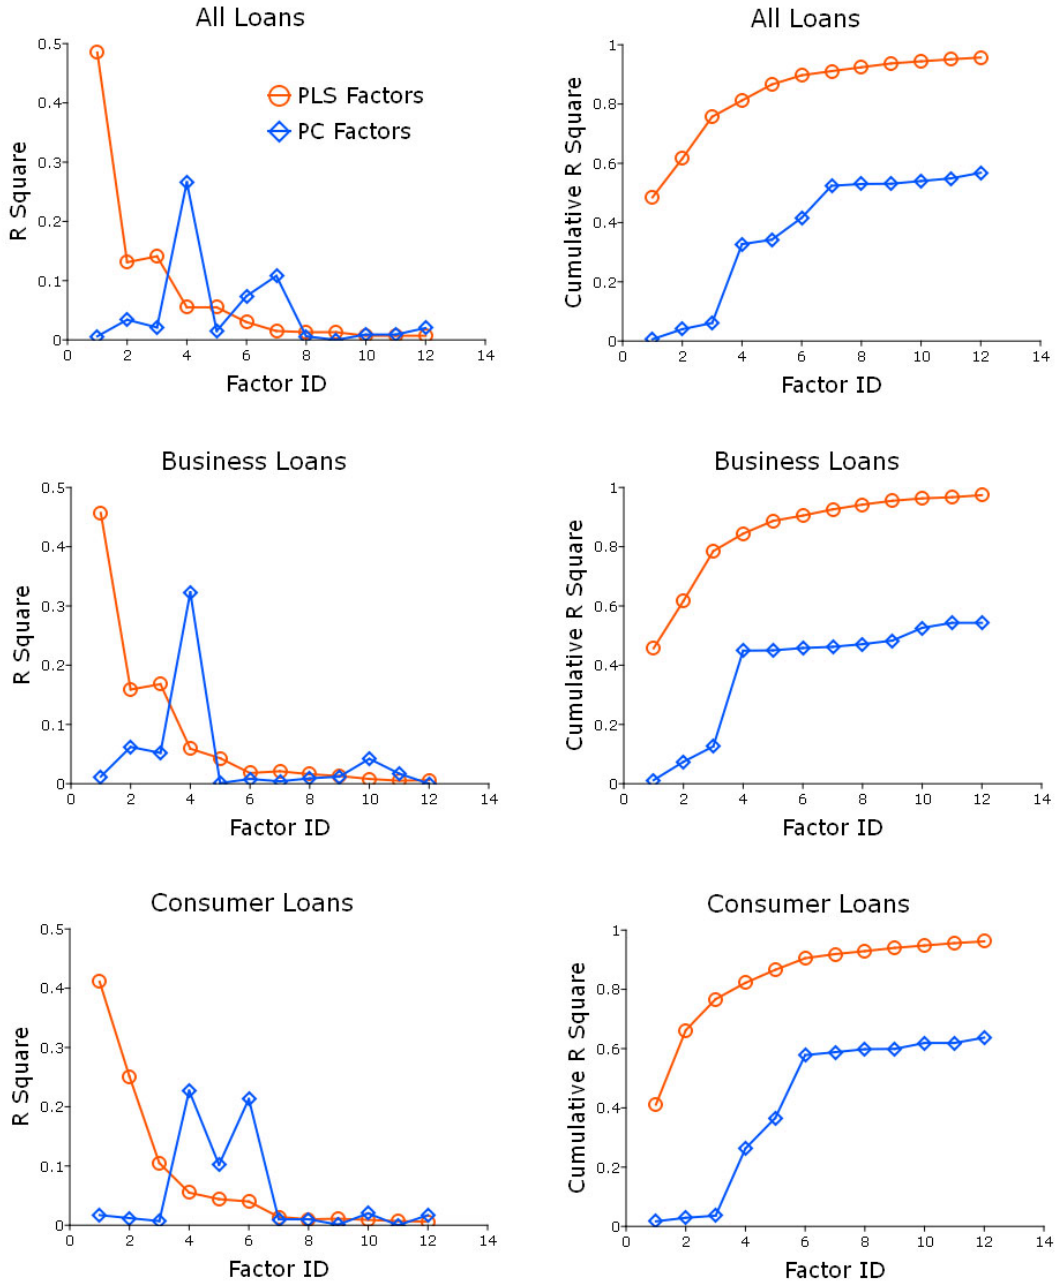 All Loans
0.5
0.4
0.3
0.2
0.1
0
R Square
PLS Factors
PC Factors
0 2 4 6 8 10 12 14
Factor ID
All Loans
1
0.8
0.6
0.4
0.2
0
Cumulative R Square
0 2 4 6 8 10 12 14
Factor ID
Business Loans
0.5
0.4
0.3
0.2
0.1
0
R Square
0 2 4 6 8 10 12 14
Factor ID
Business Loans
1
0.8
0.6
0.4
0.2
0
Cumulative R Square
0 2 4 6 8 10 12 14
Factor ID
Consumer Loans
0.5
0.4
0.3
0.2
0.1
0
R Square
0 2 4 6 8 10 12 14
Factor ID
Consumer Loans
1
0.8
0.6
0.4
0.2
0
Cumulative R Square
0 2 4 6 8 10 12 14
Factor ID